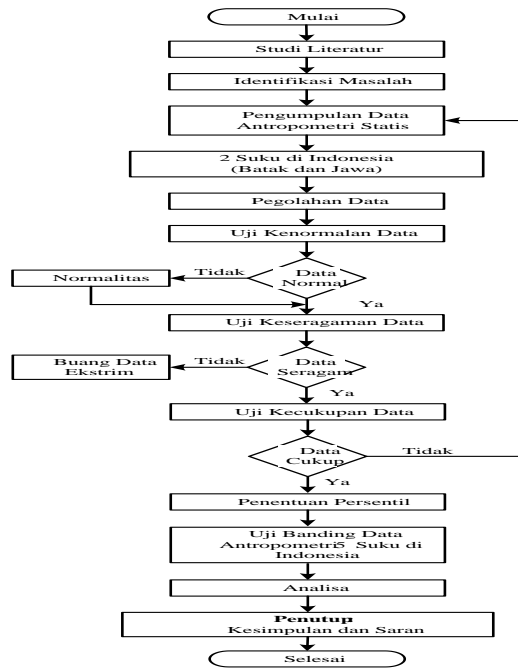 Mulai
Studi Literatur
Identifikasi Masalah
Pengumpulan Data
Antropometri Statis
2 Suku di Indonesia
(Batak dan Jawa)
Pegolahan Data
Uji Kenormalan Data
Normalitas
Tidak
Data
Normal
Ya
Uji Keseragaman Data
Buang Data
Ekstrim
Tidak
Data
Seragam
Ya
Uji Kecukupan Data
Data
Cukup
Tidak
Ya
Penentuan Persentil
Uji Banding Data
Antropometri5 Suku di
Indonesia
Analisa
Penutup
Kesimpulan dan Saran
Selesai